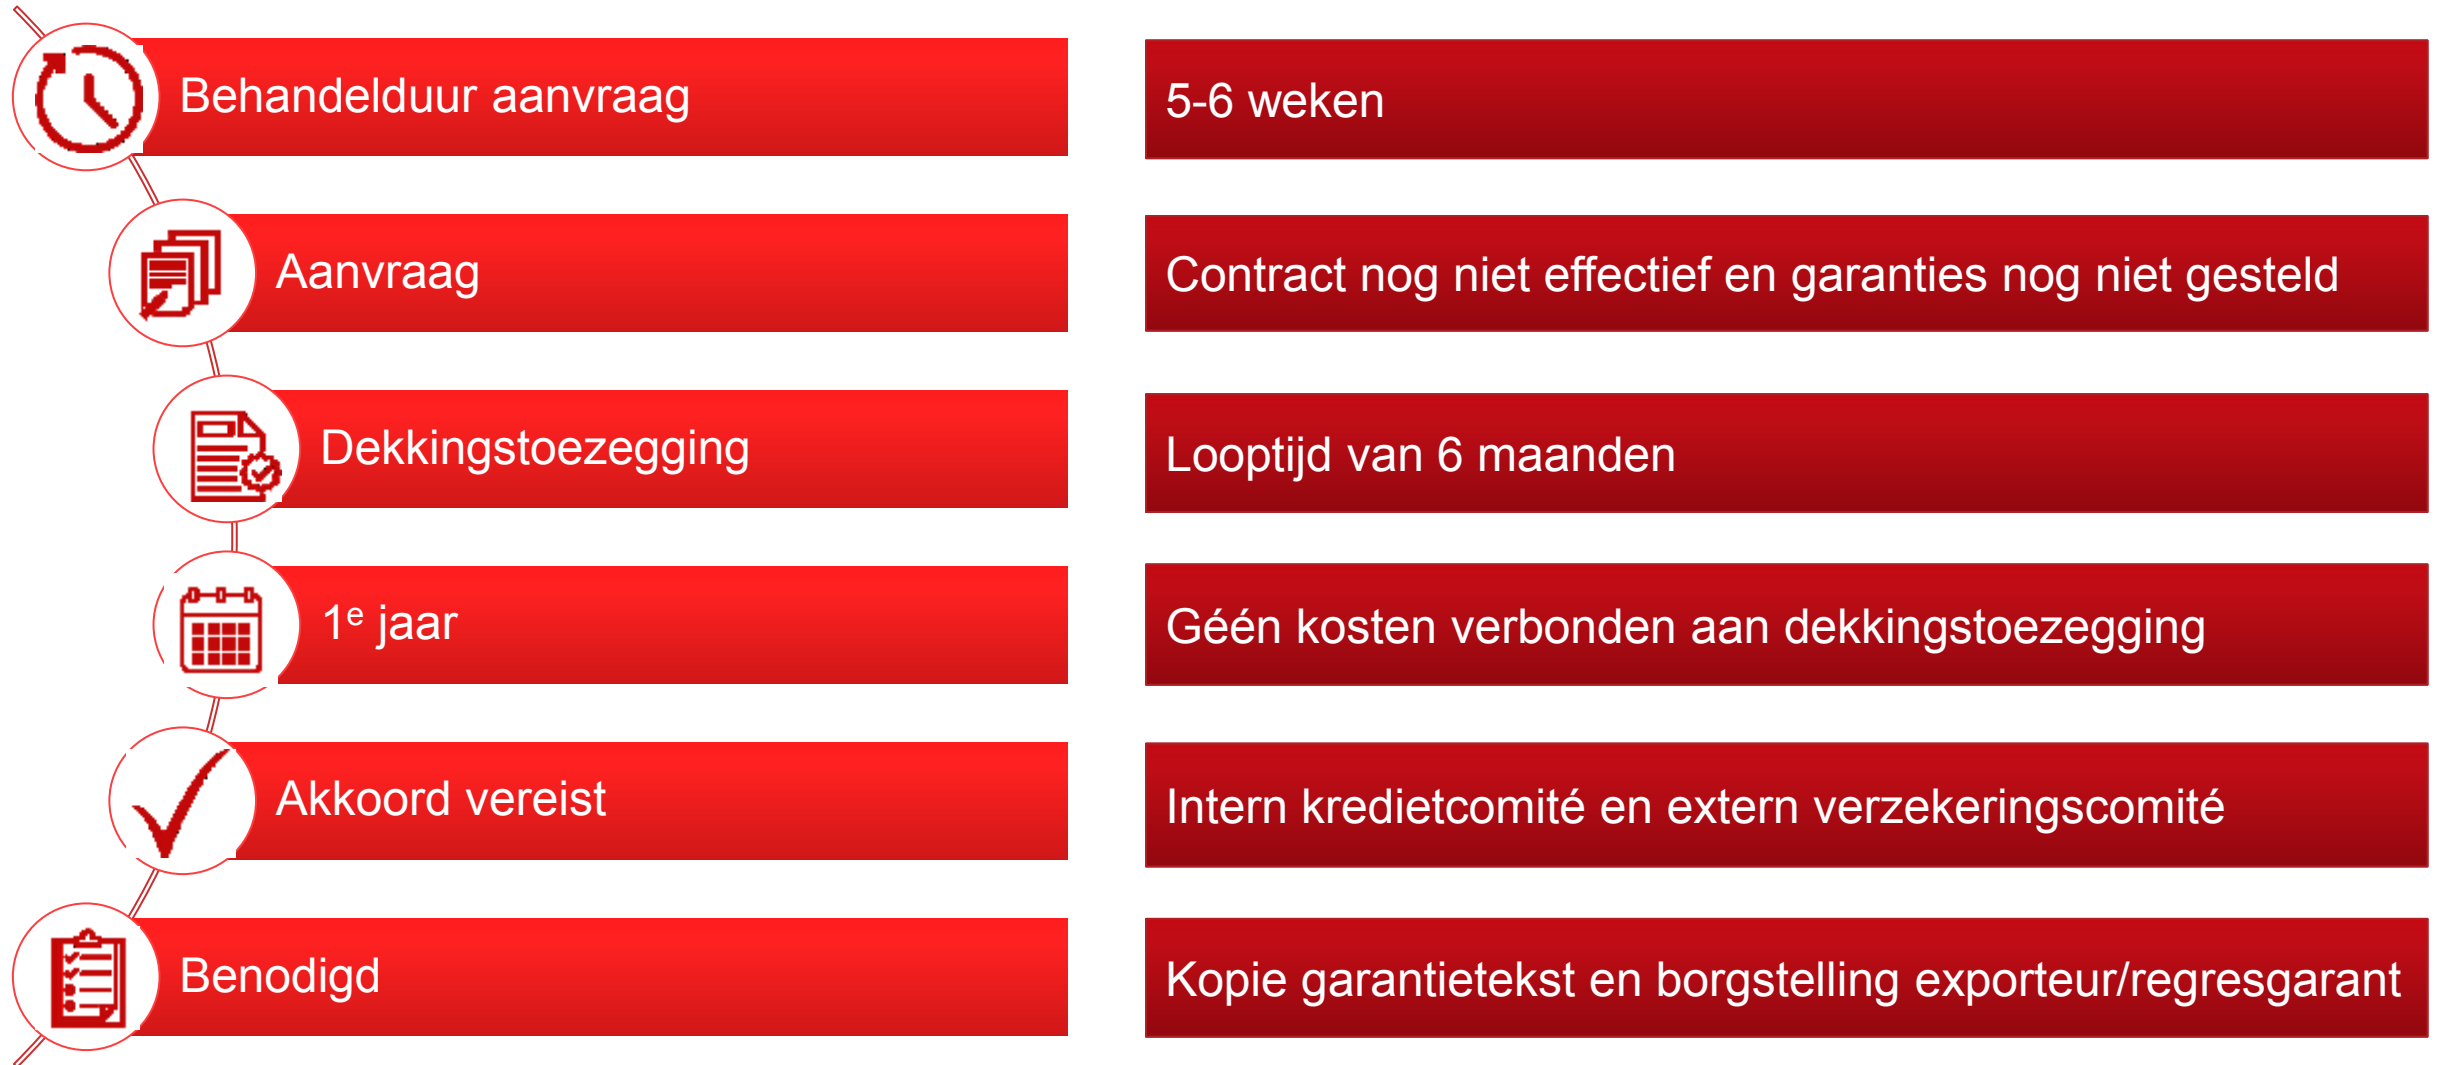 Behandelduur aanvraag
5-6 weken
Aanvraag
Contract nog niet effectief en garanties nog niet gesteld
Dekkingstoezegging
Looptijd van 6 maanden
1e jaar
Géén kosten verbonden aan dekkingstoezegging
Akkoord vereist
Intern kredietcomité en extern verzekeringscomité
Benodigd
Kopie garantietekst en borgstelling exporteur/regresgarant